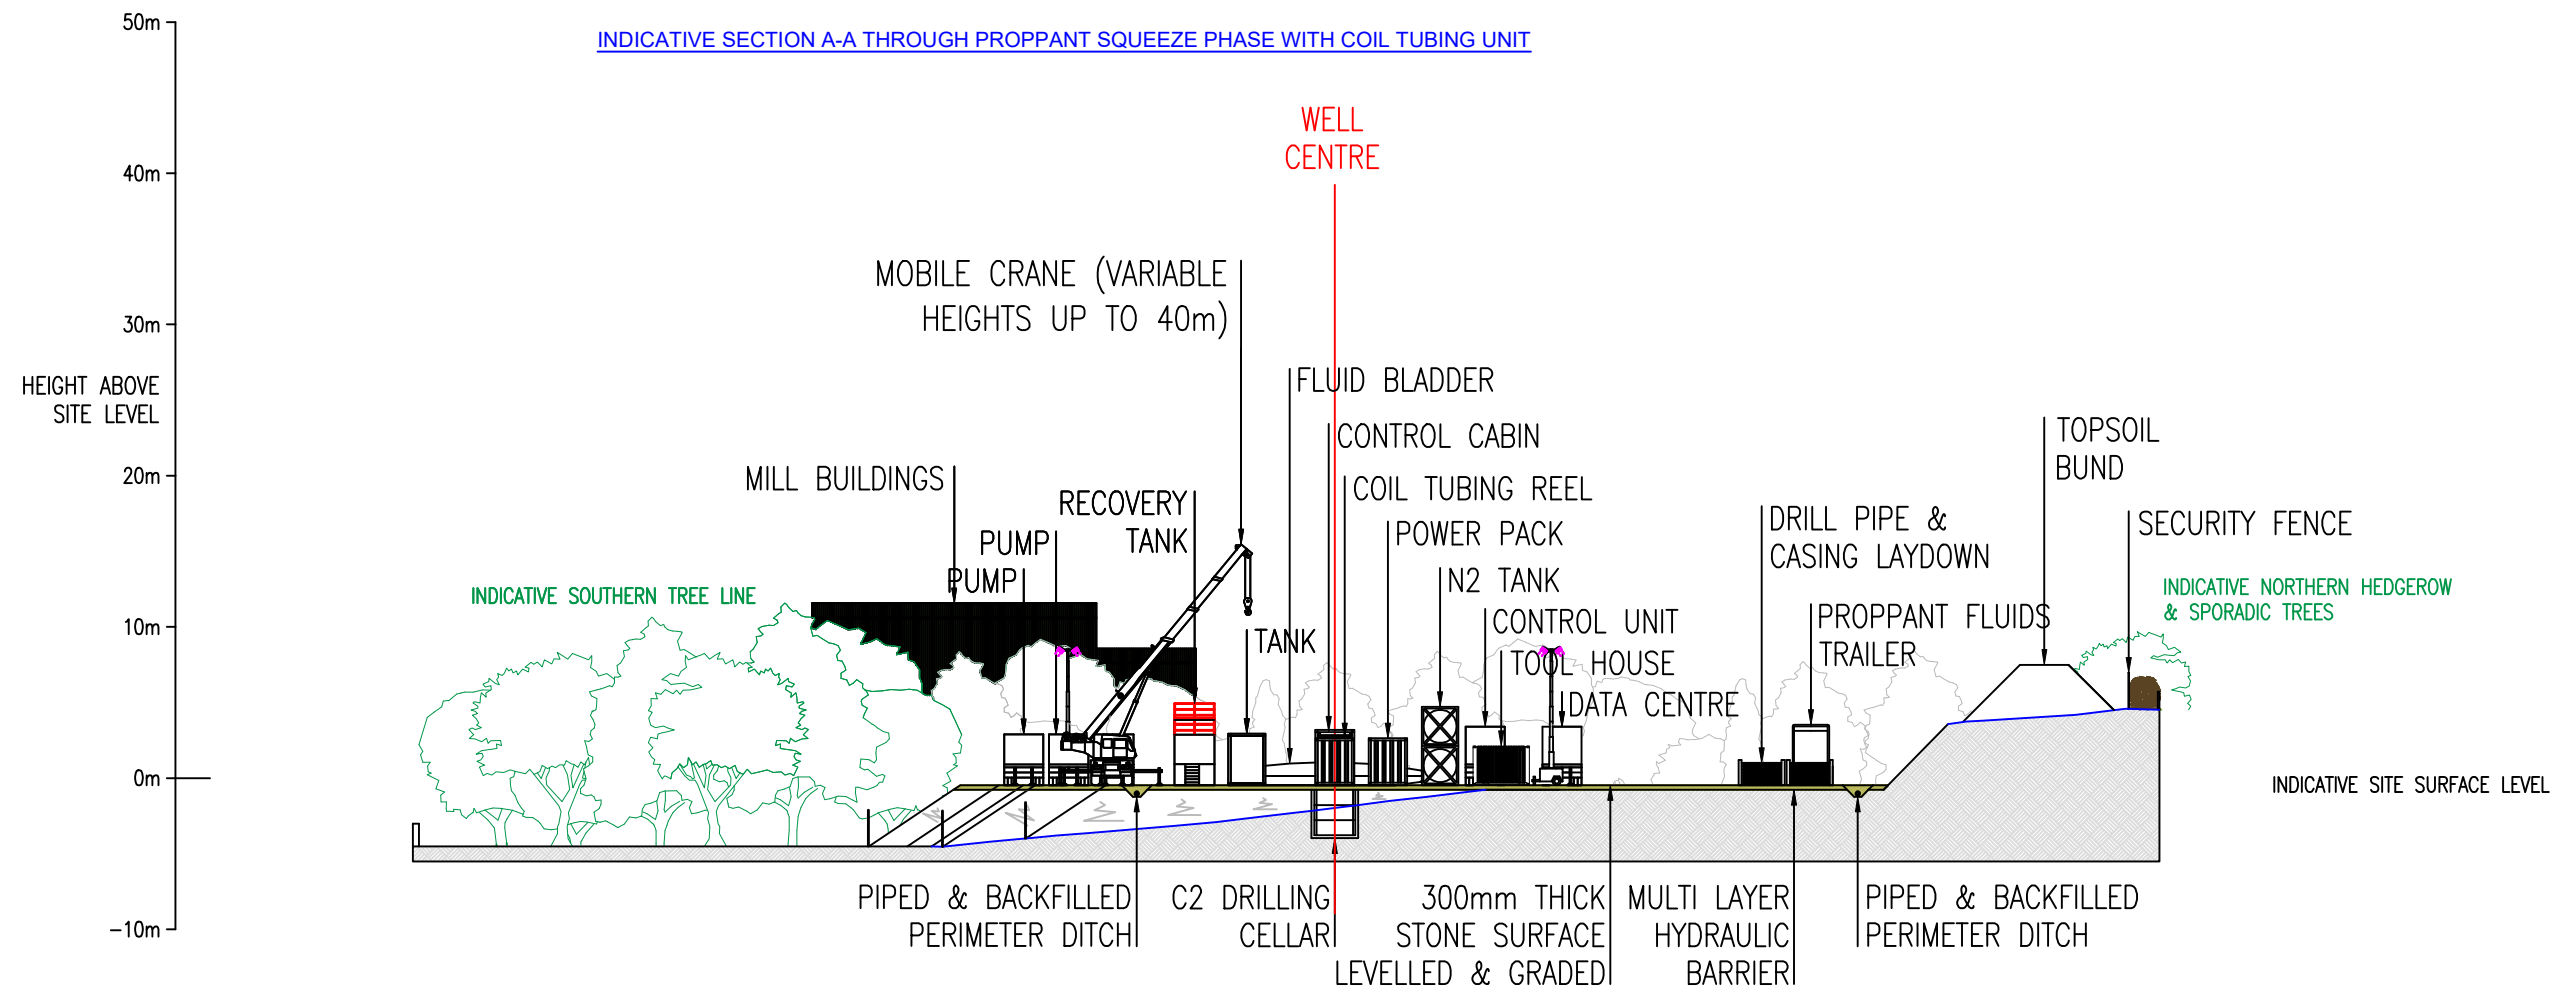 50m
INDICATIVE SECTION A-A THROUGH PROPPANT SQUEEZE PHASE WITH COIL TUBING UNIT
WELL
CENTRE
40m
MOBILE CRANE (VARIABLE
HEIGHTS UP TO 40m)
30m
HEIGHT ABOVE
SITE LEVEL
FLUID BLADDER
CONTROL CABIN
TOPSOIL
BUND
20m
MILL BUILDINGS
RECOVERY
TANK
COIL TUBING REEL
POWER PACK
DRILL PIPE &
CASING LAYDOWN
SECURITY FENCE
PUMP
PUMP
N2 TANK
INDICATIVE SOUTHERN TREE LINE
INDICATIVE NORTHERN HEDGEROW
& SPORADIC TREES
10m
TANK
CONTROL UNIT
TOOL HOUSE
DATA CENTRE
PROPPANT FLUIDS
TRAILER
0m
INDICATIVE SITE SURFACE LEVEL
PIPED & BACKFILLED
PERIMETER DITCH
C2 DRILLING
CELLAR
300mm THICK
STONE SURFACE
LEVELLED & GRADED
MULTI LAYER
HYDRAULIC
BARRIER
PIPED & BACKFILLED
PERIMETER DITCH
-10m